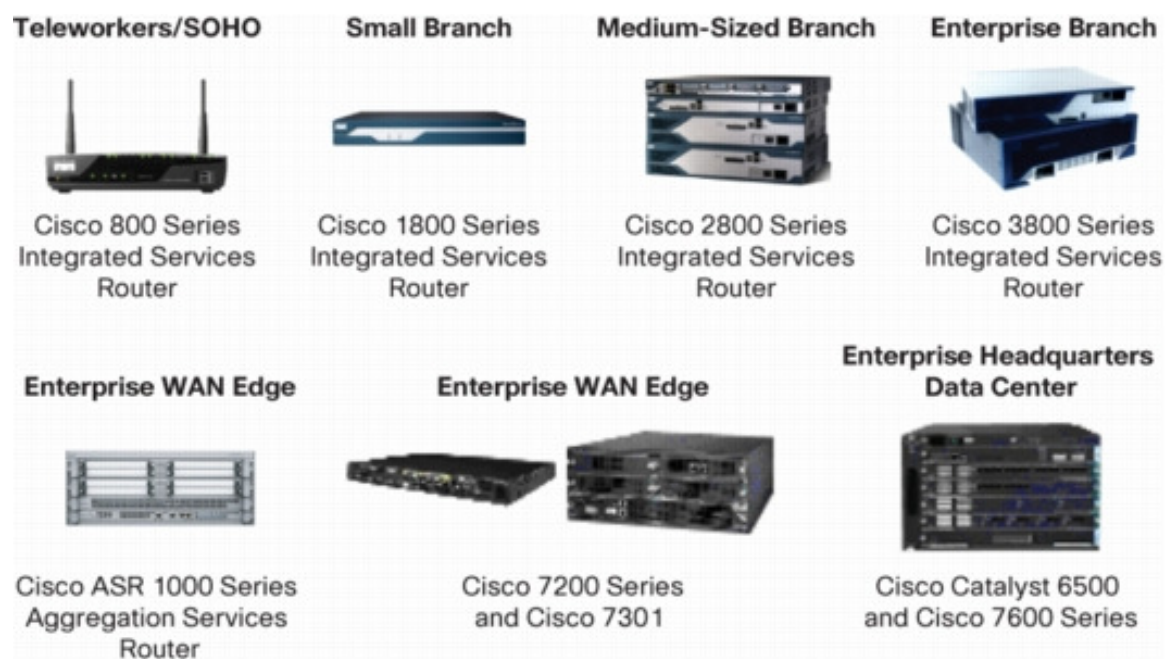 Teleworkers/SOHO
Cisco 800 Series
Integrated Services
Router
Small Branch
Cisco 1800 Series
Integrated Services
Router
Medium-Sized Branch
Cisco 2800 Series
Integrated Services
Router
Enterprise Branch
Cisco 3800 Series
Integrated Services
Router
Enterprise WAN Edge
Cisco ASR 1000 Series
Aggregation Services
Router
Enterprise WAN Edge
Cisco 7200 Series
and Cisco 7301
Enterprise Headquarters
Data Center
Cisco Catalyst 6500
and Cisco 7600 Series